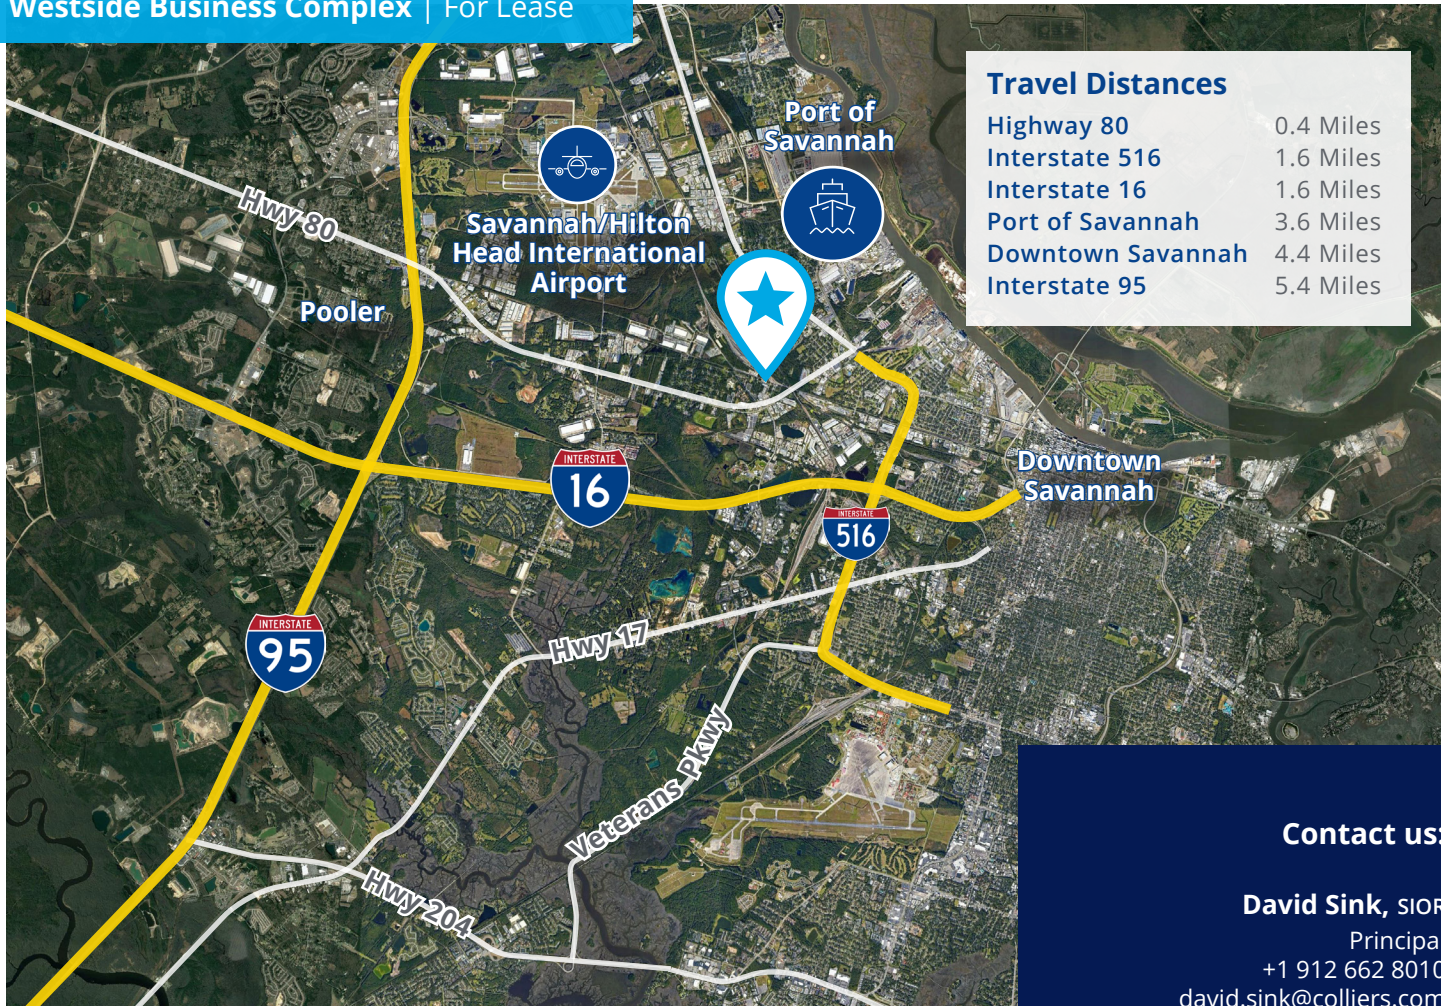 Westside Business Complex | For Lease
Travel Distances
Highway 80 0.4 Miles
Interstate 516 1.6 Miles
Interstate 16 1.6 Miles
Port of Savannah 3.6 Miles
Downtown Savannah 4.4 Miles
Interstate 95 5.4 Miles
Port of
Savannah
Hwy 80
Savannah/Hilton
Head International
Airport
Pooler
INTERSTATE
16
Downtown
Savannah
INTERSTATE
516
INTERSTATE
95
Hwy 17
Veterans Pkwy
Hwy 204
Contact us:
David Sink, SIOR
Principa
+1 912 662 8010
david.sink@colliers.com